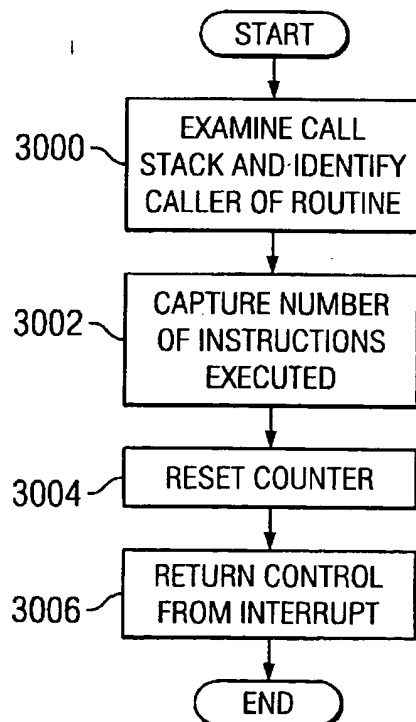 START
3000
EXAMINE CALL
STACK AND IDENTIFY
CALLER OF ROUTINE
3002
CAPTURE NUMBER
OF INSTRUCTIONS
EXECUTED
3004
RESET COUNTER
3006
RETURN CONTROL
FROM INTERRUPT
END